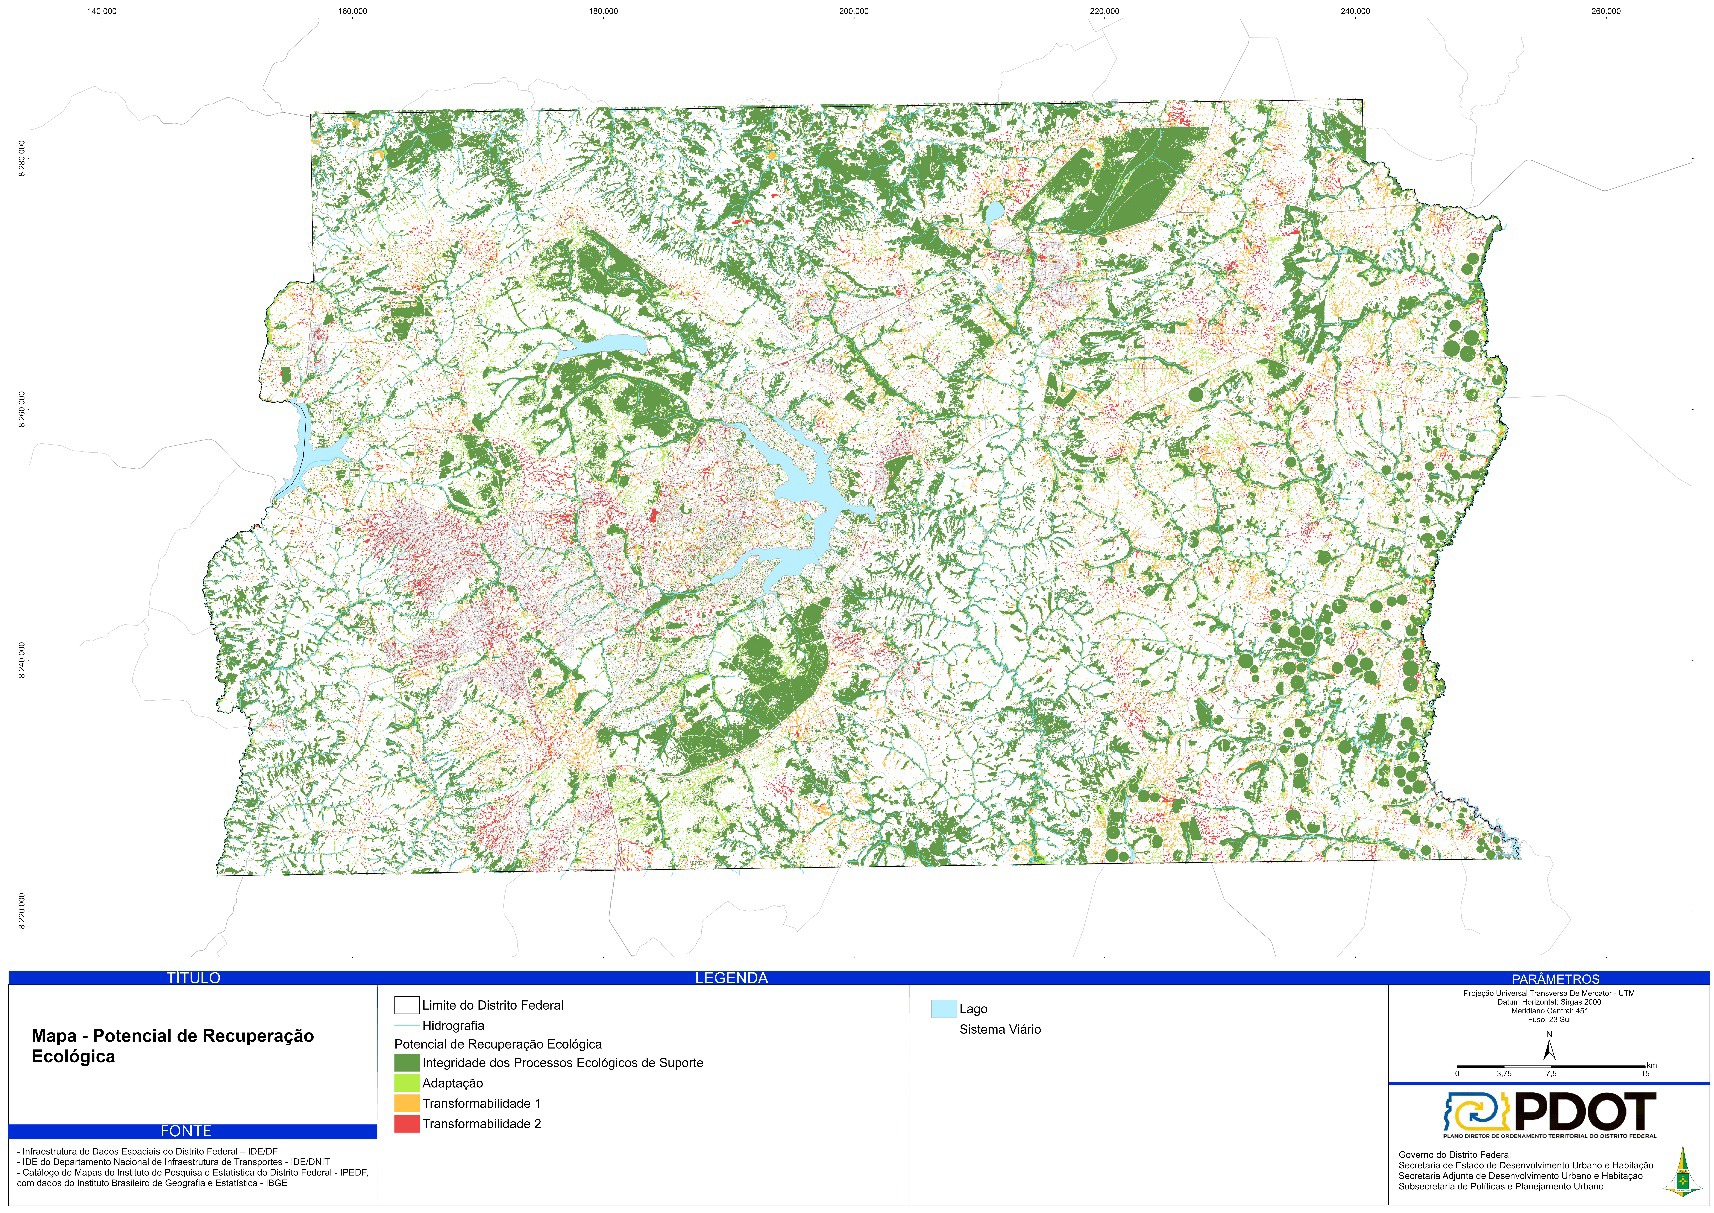 140.000 160.000 180.000 200.000 220.000 240.000 260.000
8.280.000
8.260.000
8.240.000
8.220.000
TÍTULO
Mapa - Potencial de Recuperação
Ecológica
FONTE
- Infraestrutura de Dados Espaciais do Distrito Federal – IDE/DF
- IDE do Departamento Nacional de Infraestrutura de Transportes - IDE/DNIT
- Catálogo de Mapas do Instituto de Pesquisa e Estatística do Distrito Federal - IPEDF,
com dados do Instituto Brasileiro de Geografia e Estatística - IBGE
LEGENDA
Limite do Distrito Federal
Hidrografia
Potencial de Recuperação Ecológica
Integridade dos Processos Ecológicos de Suporte
Adaptação
Transformabilidade 1
Transformabilidade 2
Lago
Sistema Viário
PARÂMETROS
Projeção Universal Transversa De Mercator - UTM
Datum Horizontal: Sirgas 2000
Meridiano Central: 45°
Fuso: 23 Sul
N
km
0 3,75 7,5 15
PDOT
PLANO DIRETOR DE ORDENAMENTO TERRITORIAL DO DISTRITO FEDERAL
Governo do Distrito Federal
Secretaria de Estado de Desenvolvimento Urbano e Habitação
Secretaria Adjunta de Desenvolvimento Urbano e Habitação
Subsecretaria de Políticas e Planejamento Urbano